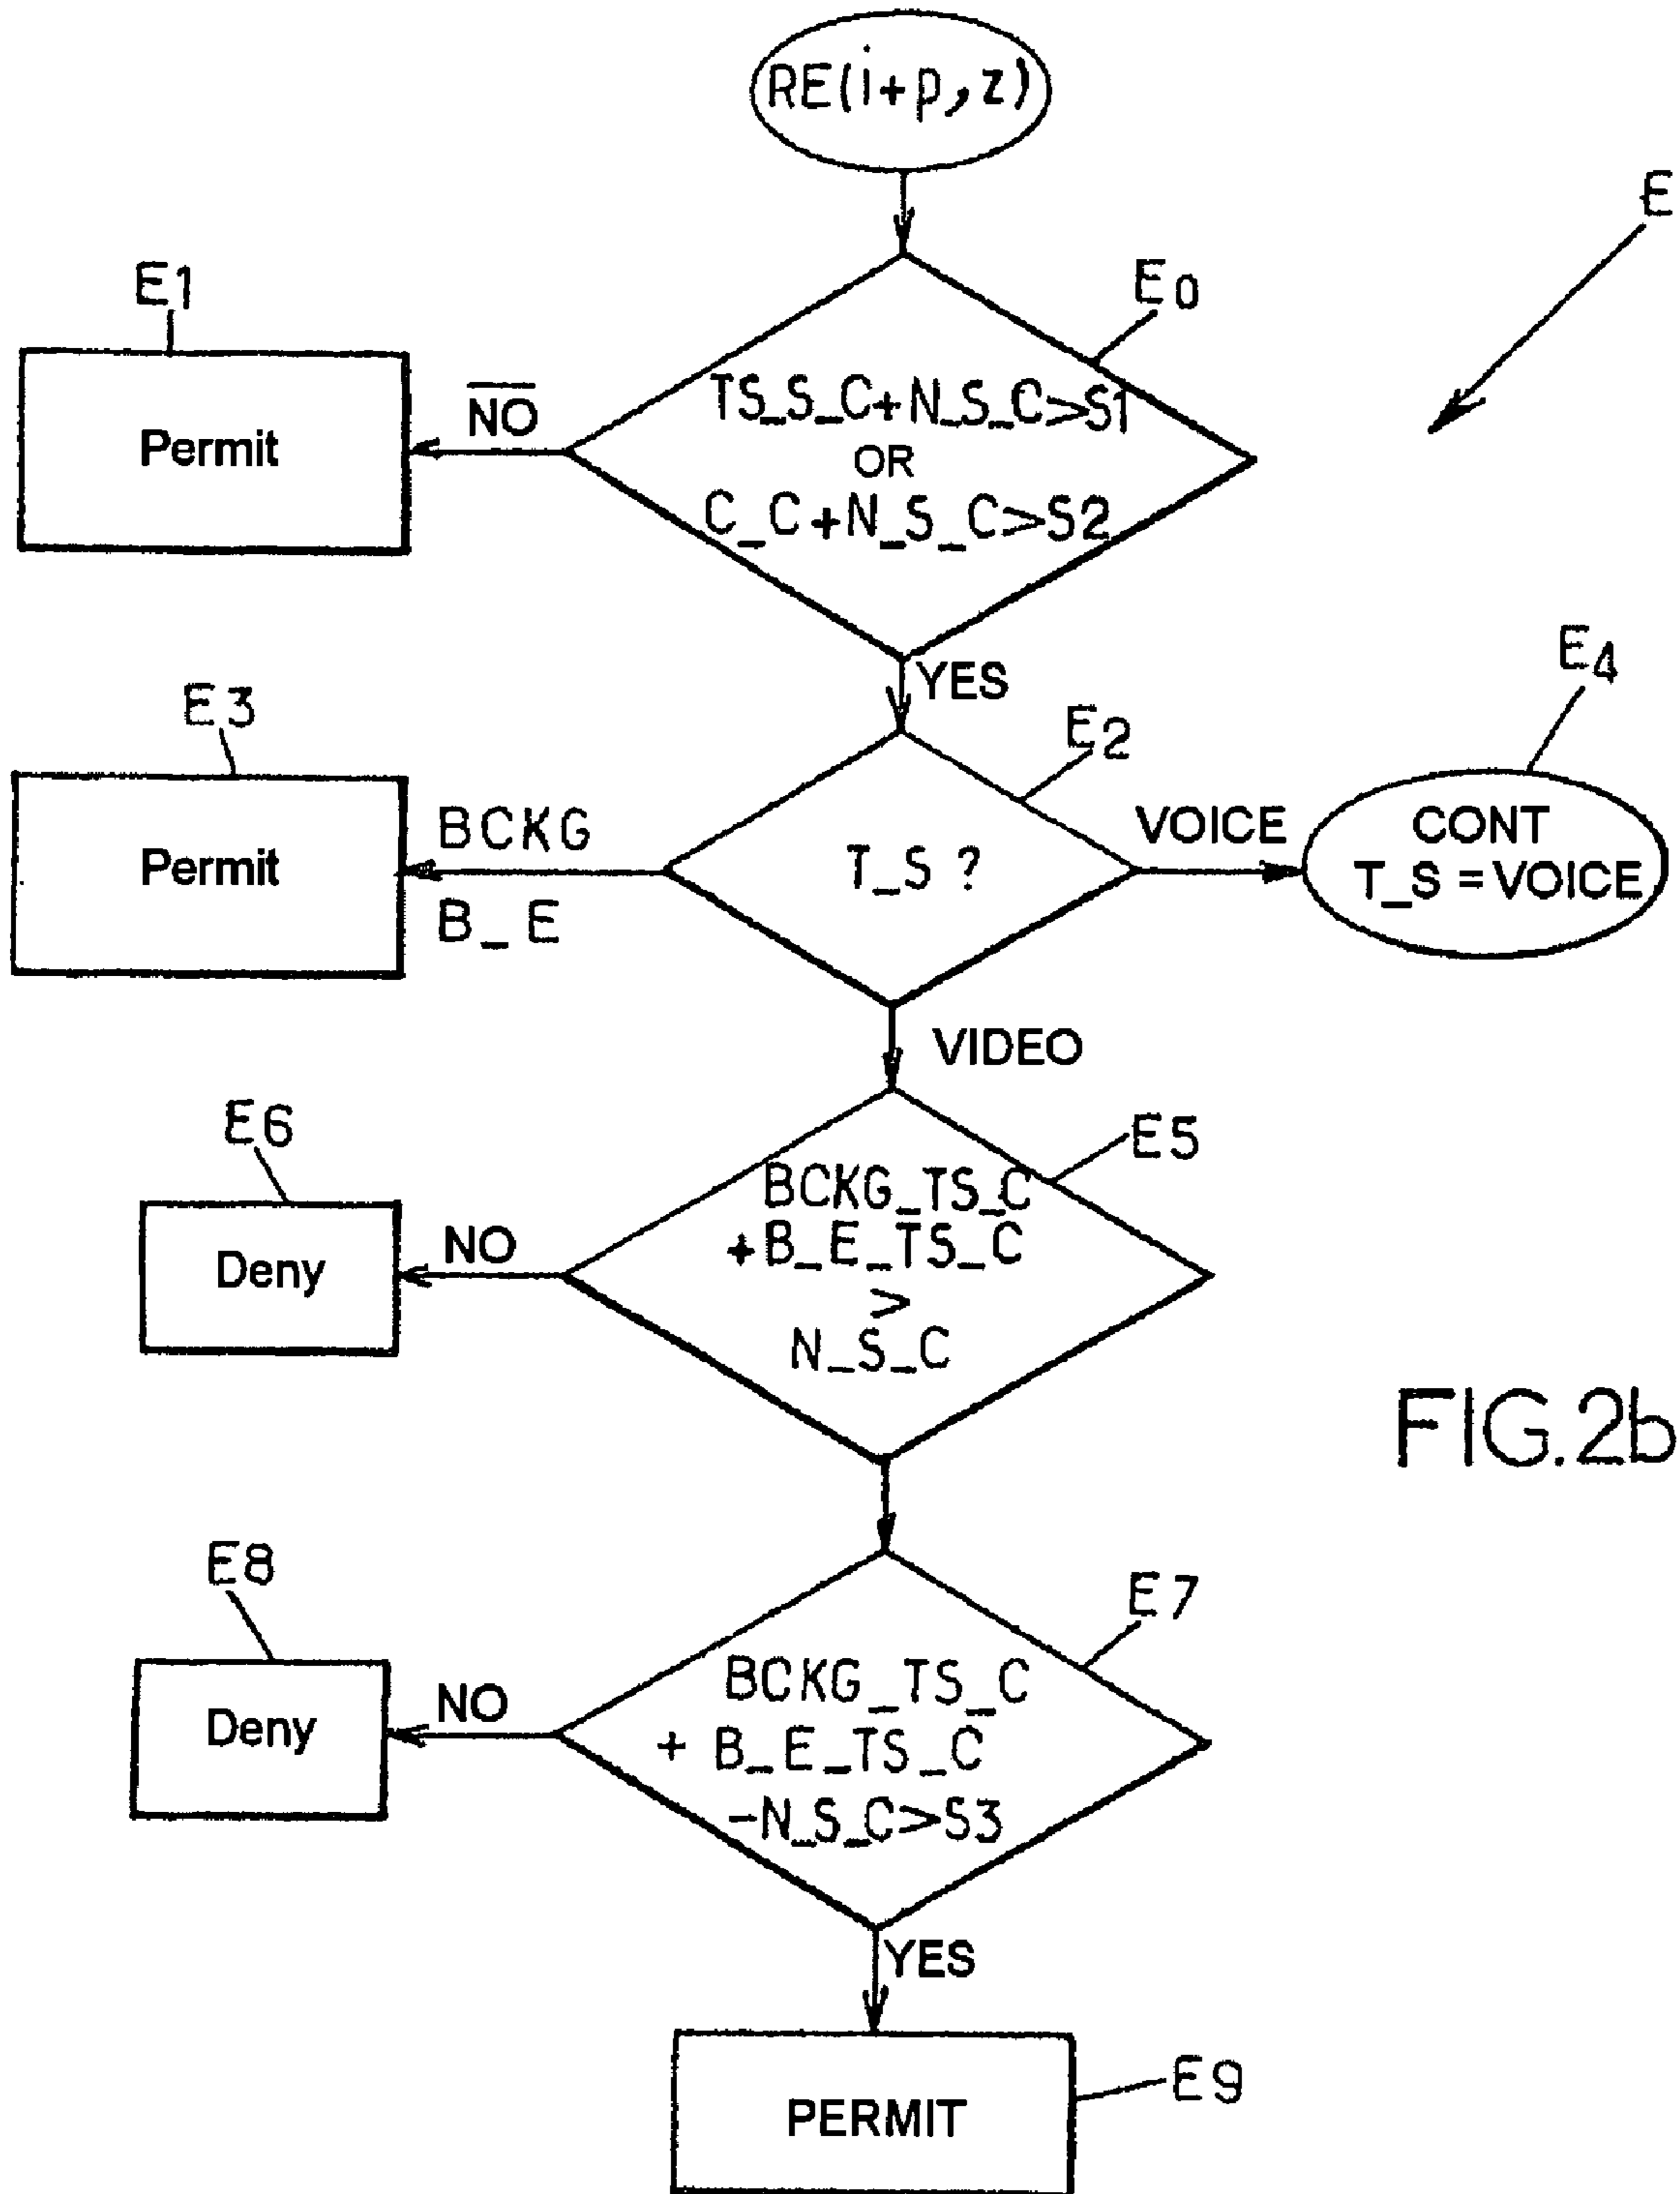 RE(i+p,z)
E
E1
E0
Permit
NO
TS_S_C+N_S_C>S1
OR
C_C+N_S_C>S2
YES
E3
E2
E4
Permit
BCKG
B_E
T_S ?
VOICE
CONT
T_S = VOICE
VIDEO
E6
E5
Deny
NO
BCKG_TS_C
+B_E_TS_C
>
N_S_C
FIG.2b
E8
E7
Deny
NO
BCKG_TS_C
+ B_E_TS_C
-N_S_C>S3
YES
PERMIT
E9